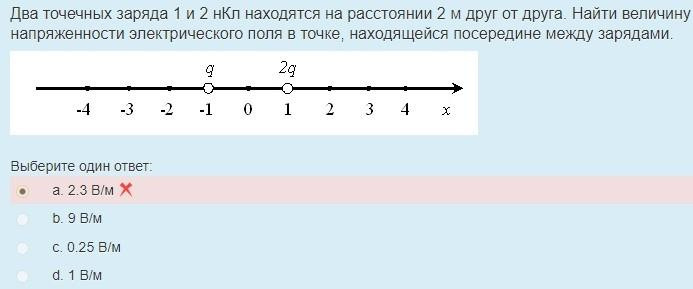 Два точечных заряда 1 и 2 нКл находятся на расстоянии 2 м друг от друга. Найти величину
напряженности электрического поля в точке, находящейся посередине между зарядами.
q 2q
-4 -3 -2 -1 0 1 2 3 4 x
Выберите один ответ:
a. 2.3 В/м
b. 9 В/м
c. 0.25 В/м
d. 1 В/м